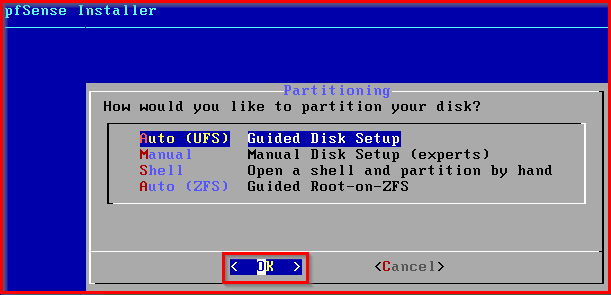 pfSense Installer
Partitioning
How would you like to partition your disk?
Auto (UFS) Guided Disk Setup
Manual Manual Disk Setup (experts)
Shell Open a shell and partition by hand
Auto (ZFS) Guided Root-on-ZFS
< OK > <Cancel>